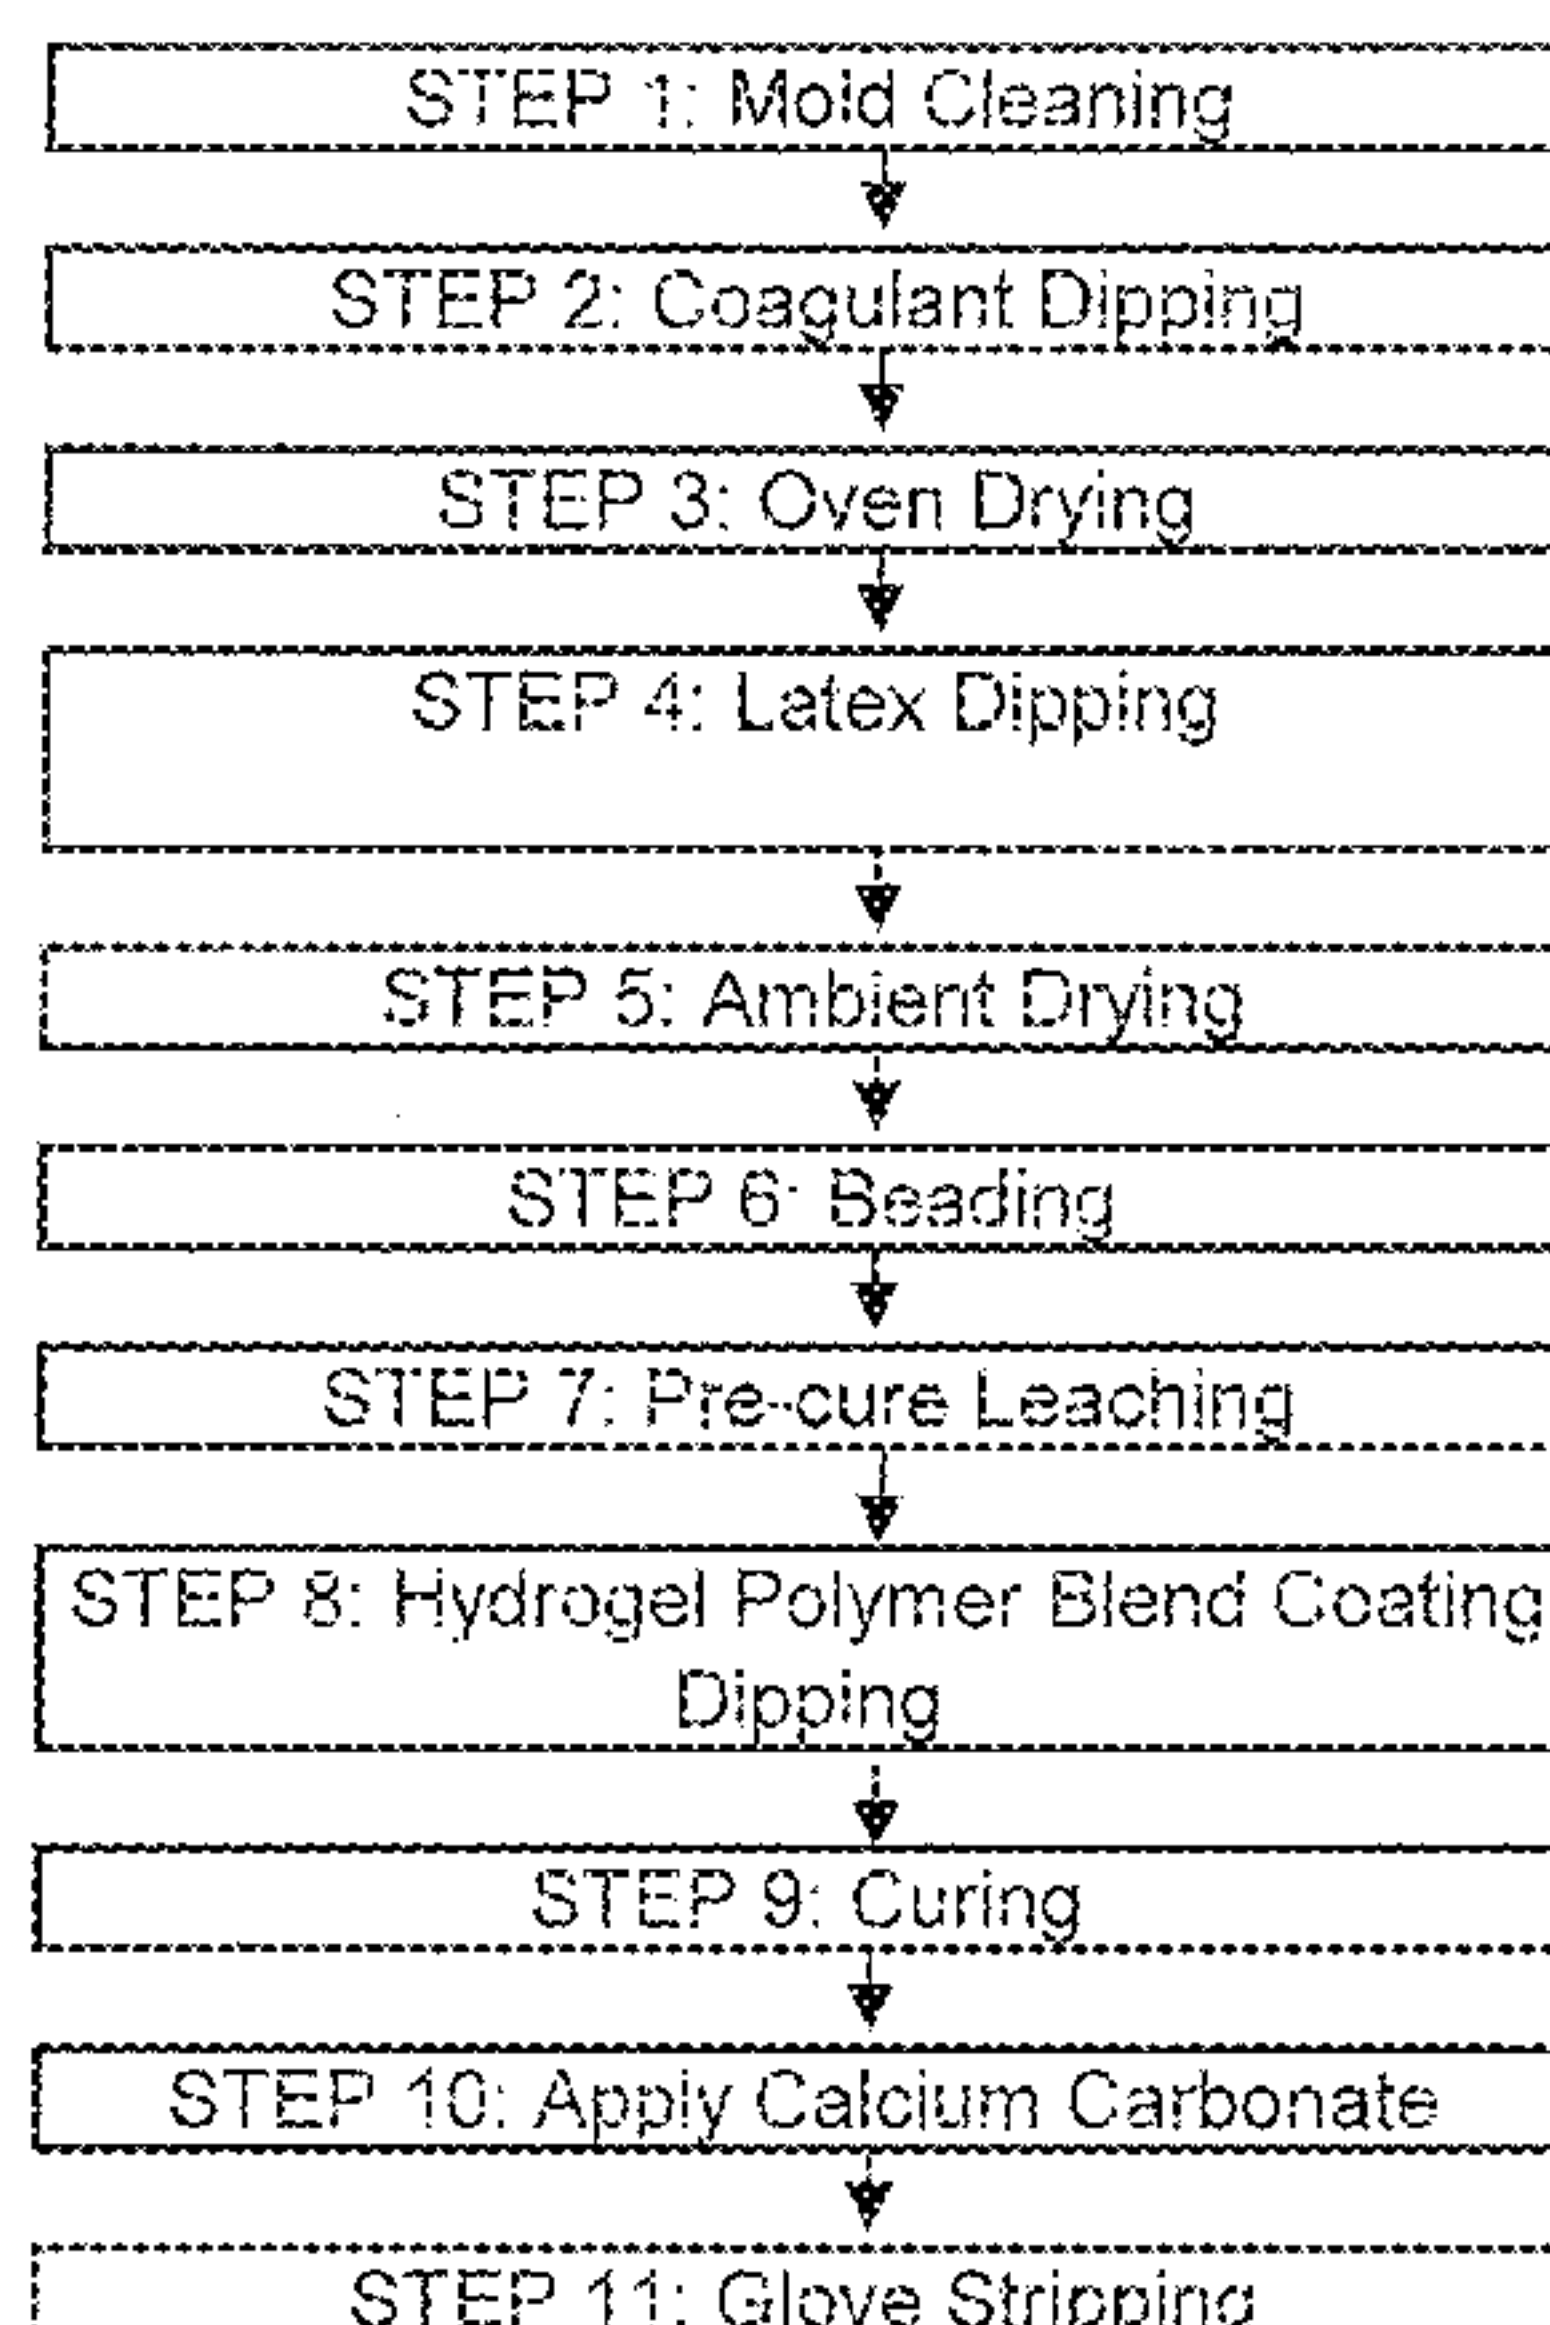 STEP 1: Mold Cleaning
STEP 2: Coagulant Dipping
STEP 3: Oven Drying
STEP 4: Latex Dipping
STEP 5: Ambient Drying
STEP 6: Beading
STEP 7: Pre-cure Leaching
STEP 8: Hydrogel Polymer Blend Coating
Dipping
STEP 9: Curing
STEP 10: Apply Calcium Carbonate
STEP 11: Glove Stripping